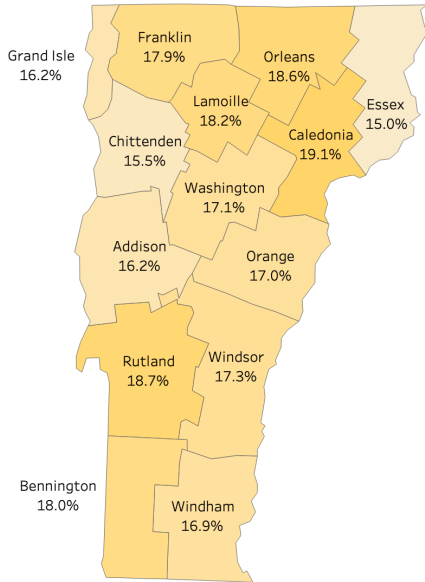 Franklin
17.9%
Grand Isle
16.2%
Orleans
18.6%
Lamoille
18.2%
Essex
15.0%
Caledonia
19.1%
Chittenden
15.5%
Washington
17.1%
Addison
16.2%
Orange
17.0%
Rutland
18.7%
Windsor
17.3%
Bennington
18.0%
Windham
16.9%